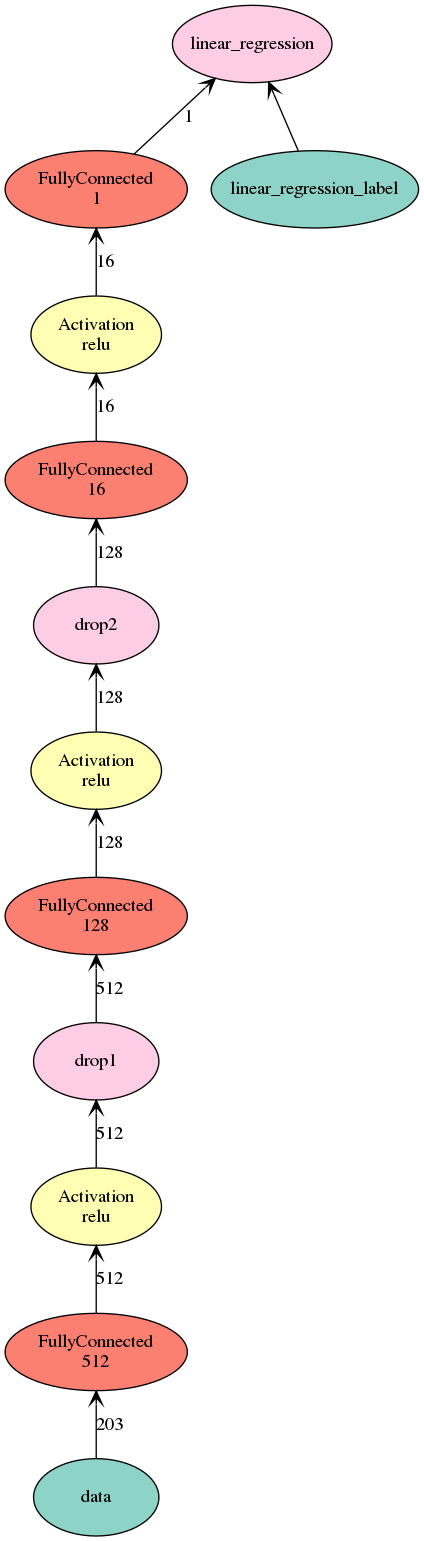 linear_regression
1
FullyConnected
1
linear_regression_label
16
Activation
relu
16
FullyConnected
16
128
drop2
128
Activation
relu
128
FullyConnected
128
512
drop1
512
Activation
relu
512
FullyConnected
512
203
data